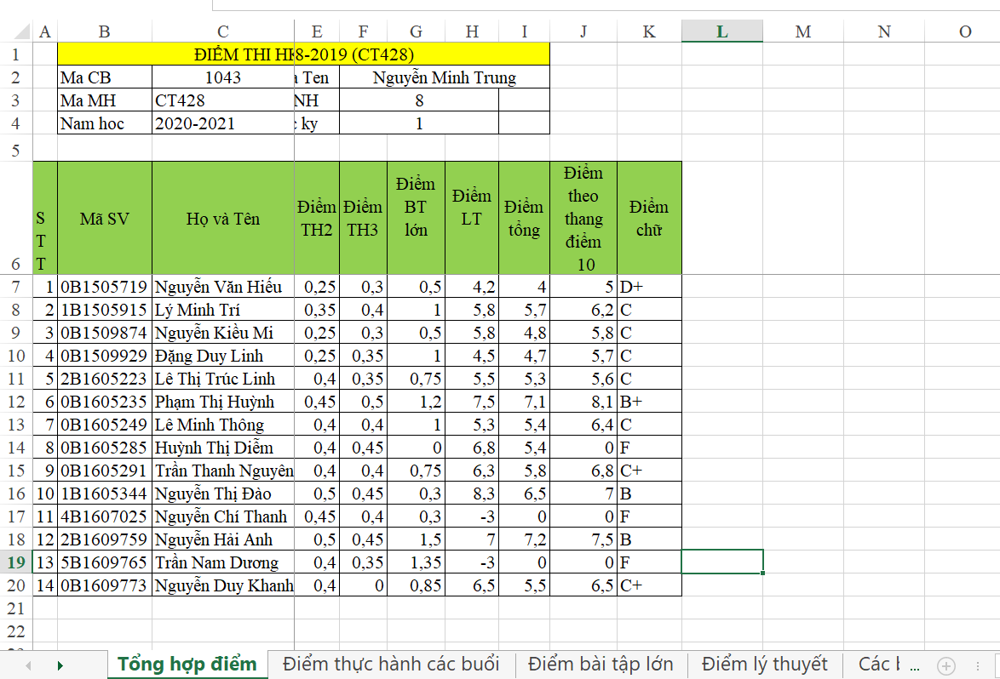 A B C E F G H I J K L M N O
1 ĐIỂM THI HK8-2019 (CT428)
2 Ma CB 1043 Ten Nguyễn Minh Trung
3 Ma MH CT428 NH 8
4 Nam hoc 2020-2021 ky 1
5
6 STT Mã SV Họ và Tên Điểm TH2 Điểm TH3 Điểm BT lớn Điểm LT Điểm tổng Điểm theo thang điểm 10 Điểm chữ
7 1 0B1505719 Nguyễn Văn Hiếu 0,25 0,3 0,5 4,2 4 5 D+
8 2 1B1505915 Lý Minh Trí 0,35 0,4 1 5,8 5,7 6,2 C
9 3 0B1509874 Nguyễn Kiều Mi 0,25 0,3 0,5 5,8 4,8 5,8 C
10 4 0B1509929 Đặng Duy Linh 0,25 0,35 1 4,5 4,7 5,7 C
11 5 2B1605223 Lê Thị Trúc Linh 0,4 0,35 0,75 5,5 5,3 5,6 C
12 6 0B1605235 Phạm Thị Huỳnh 0,45 0,5 1,2 7,5 7,1 8,1 B+
13 7 0B1605249 Lê Minh Thông 0,4 0,4 1 5,3 5,4 6,4 C
14 8 0B1605285 Huỳnh Thị Diễm 0,4 0,45 0 6,8 5,4 0 F
15 9 0B1605291 Trần Thanh Nguyên 0,4 0,4 0,75 6,3 5,8 6,8 C+
16 10 1B1605344 Nguyễn Thị Đào 0,5 0,45 0,3 8,3 6,5 7 B
17 11 4B1607025 Nguyễn Chí Thanh 0,45 0,4 0,3 -3 0 0 F
18 12 2B1609759 Nguyễn Hải Anh 0,5 0,45 1,5 7 7,2 7,5 B
19 13 5B1609765 Trần Nam Dương 0,4 0,35 1,35 -3 0 0 F
20 14 0B1609773 Nguyễn Duy Khanh 0,4 0 0,85 6,5 5,5 6,5 C+
21
22
Tổng hợp điểm Điểm thực hành các buổi Điểm bài tập lớn Điểm lý thuyết Các ...